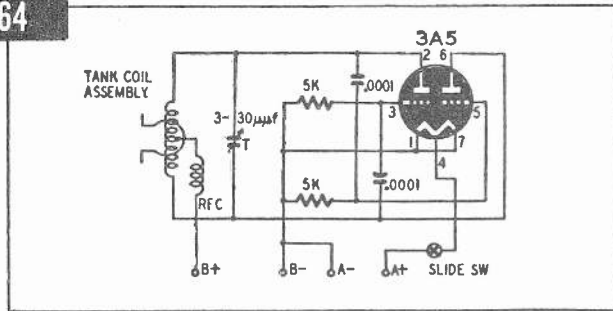 64
3A5
2 6
TANK COIL
ASSEMBLY
5K
.0001
3-30µµf
T
3
5
1
7
4
5K
.0001
RFC
B+
B-
A-
A+
SLIDE SW